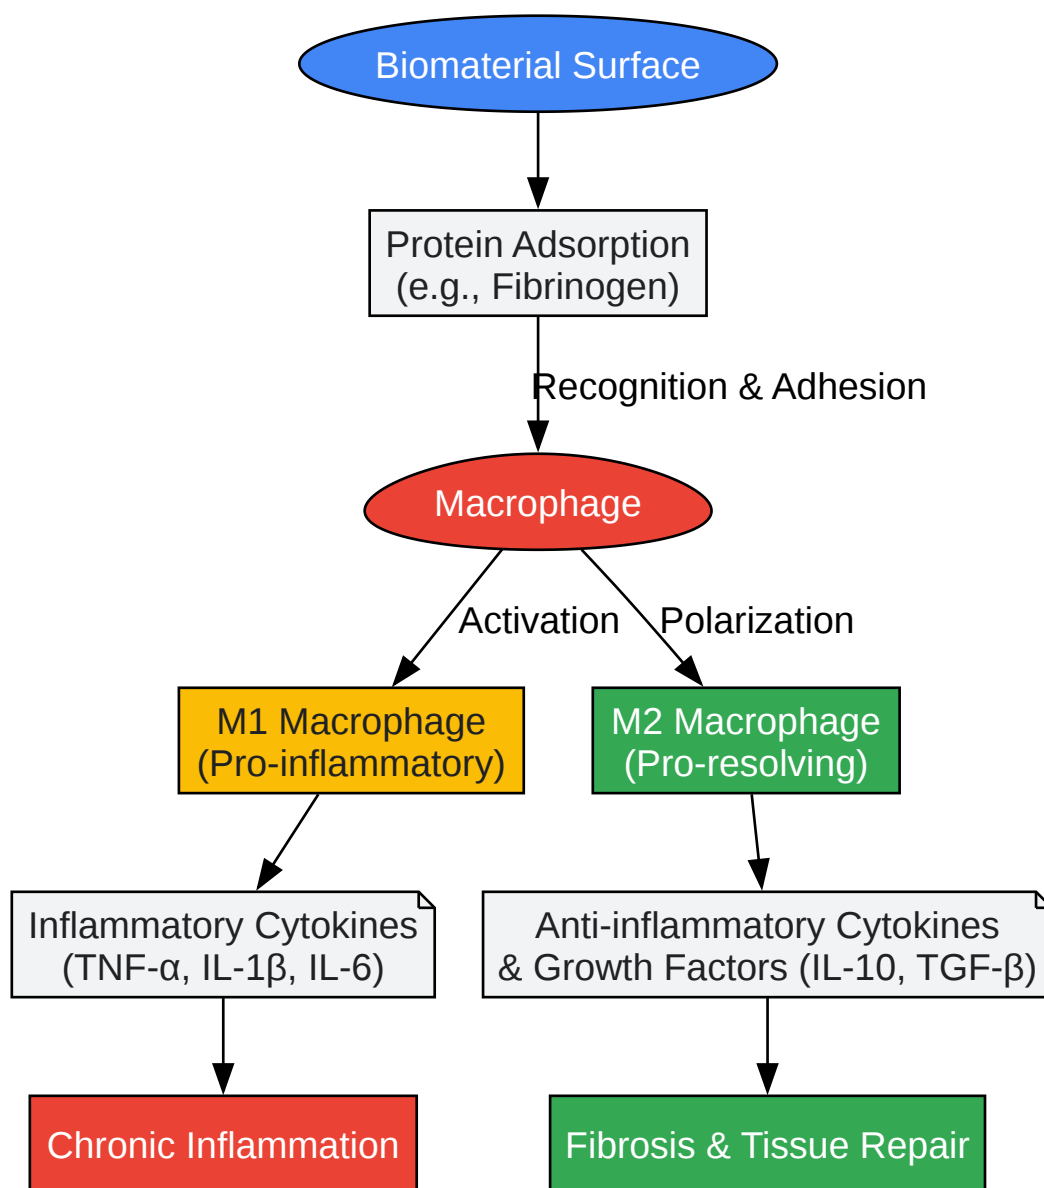 Biomaterial Surface
Protein Adsorption
(e.g., Fibrinogen)
Recognition & Adhesion
Macrophage
Activation
Polarization
M1 Macrophage
(Pro-inflammatory)
M2 Macrophage
(Pro-resolving)
Inflammatory Cytokines
(TNF-α, IL-1β, IL-6)
Anti-inflammatory Cytokines
& Growth Factors (IL-10, TGF-β)
Chronic Inflammation
Fibrosis & Tissue Repair